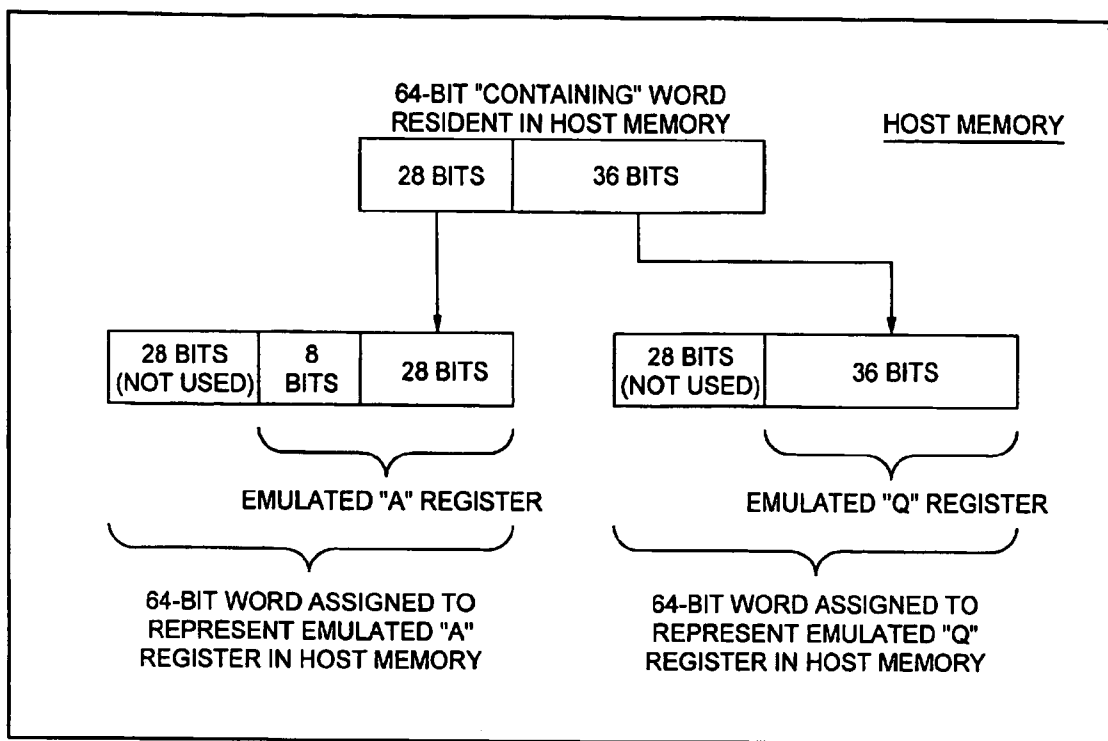 64-BIT "CONTAINING" WORD
RESIDENT IN HOST MEMORY
HOST MEMORY
28 BITS
36 BITS
28 BITS
(NOT USED)
8
BITS
28 BITS
28 BITS
(NOT USED)
36 BITS
EMULATED "A" REGISTER
EMULATED "Q" REGISTER
64-BIT WORD ASSIGNED TO
REPRESENT EMULATED "A"
REGISTER IN HOST MEMORY
64-BIT WORD ASSIGNED TO
REPRESENT EMULATED "Q"
REGISTER IN HOST MEMORY